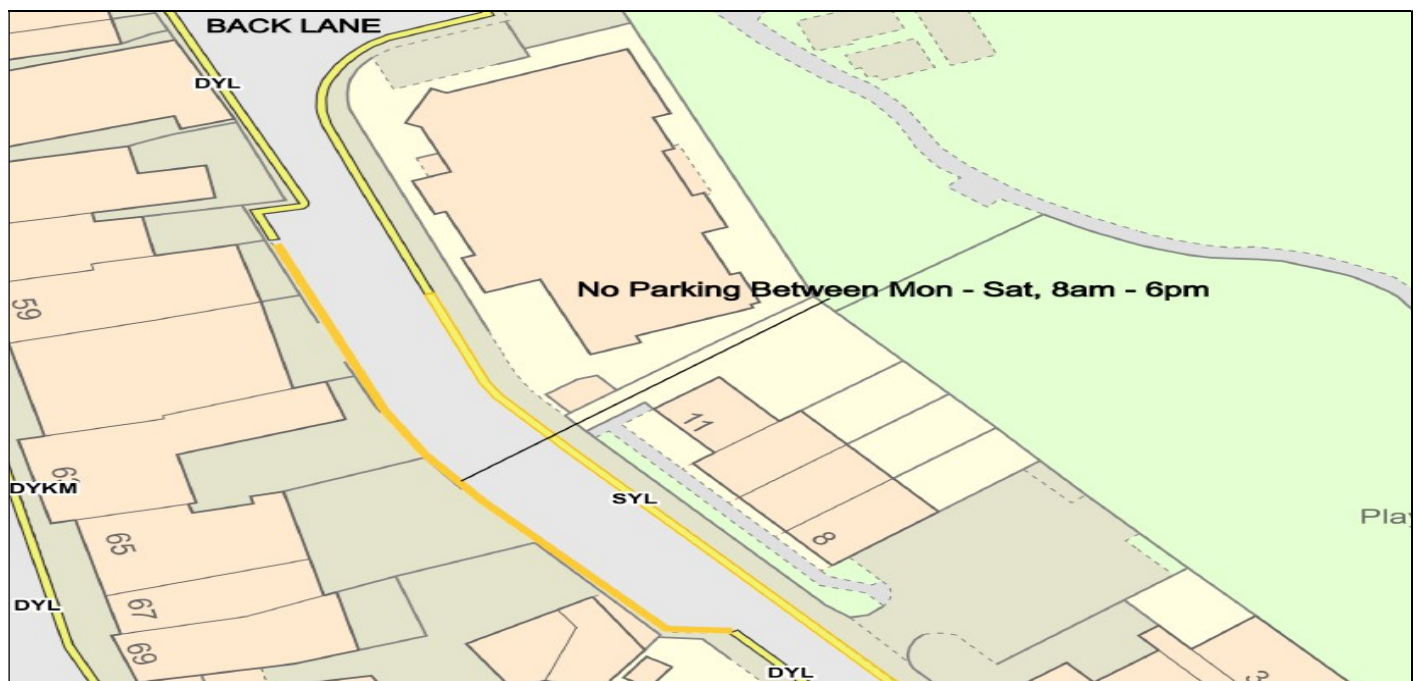 BACK LANE
DYL
No Parking Between Mon - Sat, 8am - 6pm
59
11
DYKM
SYL
8
Play
65
DYL
67
69
DYL